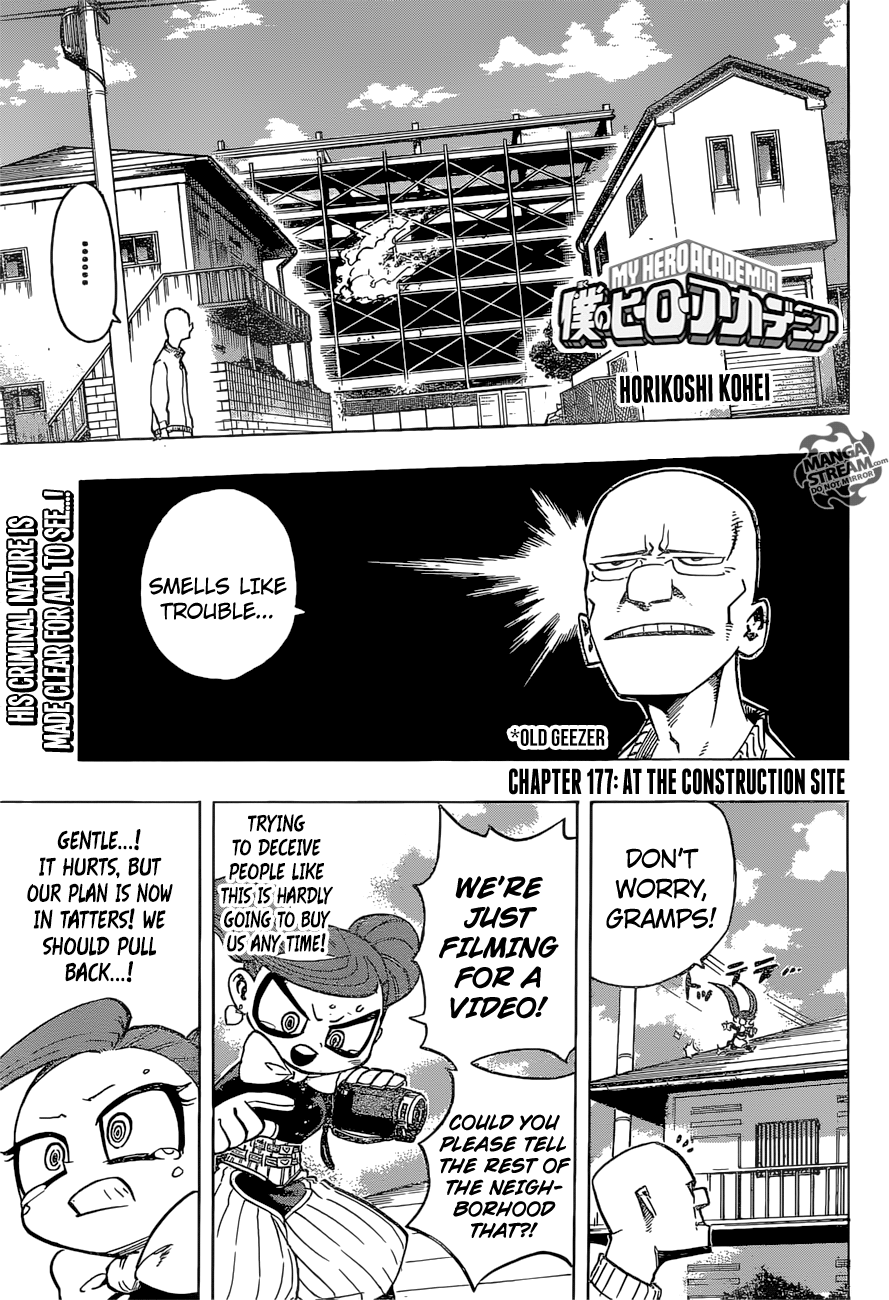 ......
MY HERO ACADEMIA
僕のヒーローアカデミア
HORIKOSHI KOHEI
MANGA
STREAM.com
DO NOT MIRROR
HIS CRIMINAL NATURE IS
MADE CLEAR FOR ALL TO SEE...!
SMELLS LIKE
TROUBLE...
*OLD GEEZER
CHAPTER 177: AT THE CONSTRUCTION SITE
DON'T
WORRY,
GRAMPS!
WE'RE
JUST
FILMING
FOR A
VIDEO!
COULD YOU
PLEASE TELL
THE REST OF
THE NEIGH-
BORHOOD
THAT?!
TRYING
TO DECEIVE
PEOPLE LIKE
THIS IS HARDLY
GOING TO BUY
US ANY TIME!
GENTLE...!
IT HURTS, BUT
OUR PLAN IS NOW
IN TATTERS! WE
SHOULD PULL
BACK...!